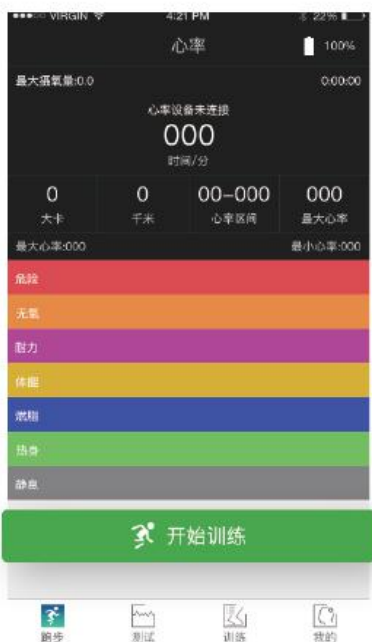 VIRGIN 4:21 PM 22%
心率 100%
最大摄氧量:0.0 0:00:00
心率设备未连接
000
时间/分
0 0 00-000 000
大卡 千米 心率区间 最大心率
最大心率:000 最小心率:000
危险
无氧
耐力
体能
燃脂
热身
静息
开始训练
跑步 测试 训练 我的